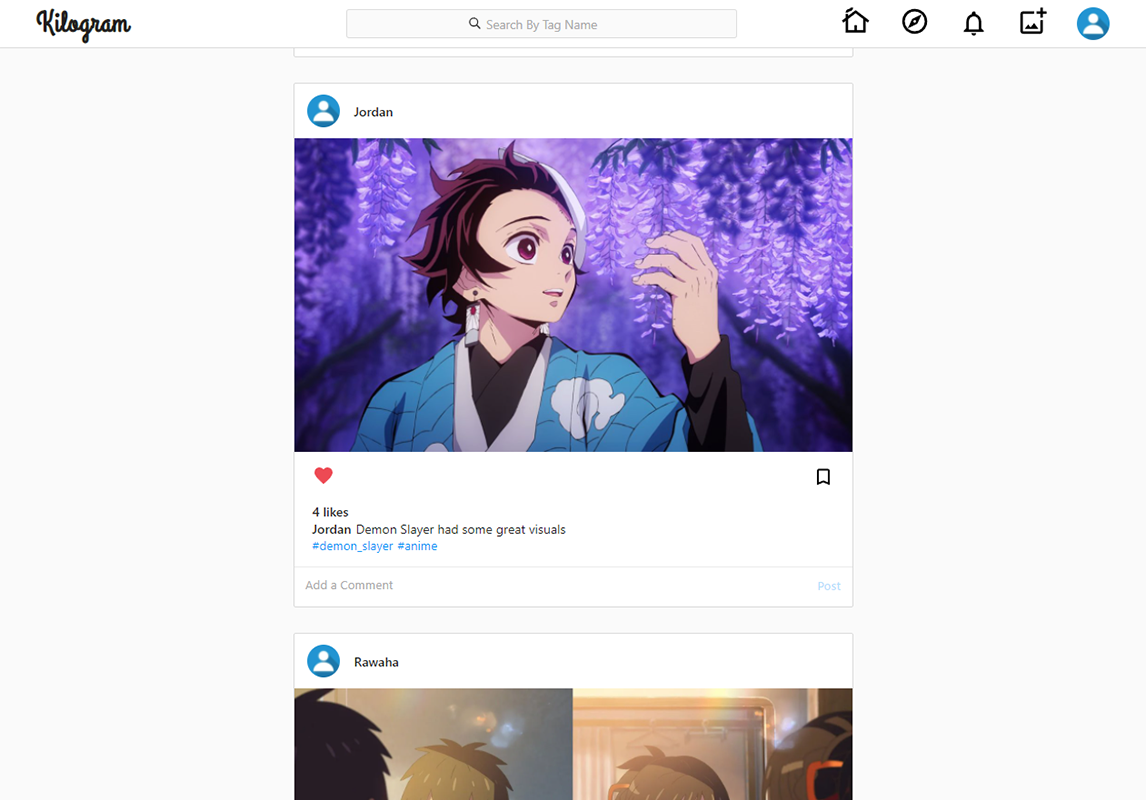 Kilogram
Search By Tag Name
Jordan
4 likes
Jordan Demon Slayer had some great visuals
#demon_slayer #anime
Add a Comment
Post
Rawaha